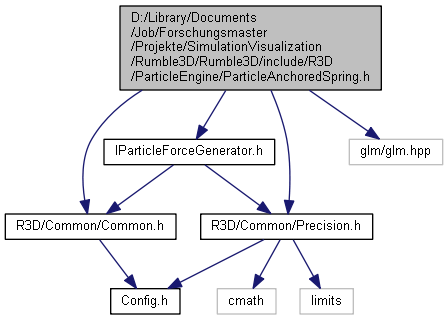 D:/Library/Documents
/Job/Forschungsmaster
/Projekte/SimulationVisualization
/Rumble3D/Rumble3D/include/R3D
/ParticleEngine/ParticleAnchoredSpring.h
IParticleForceGenerator.h
glm/glm.hpp
R3D/Common/Common.h
R3D/Common/Precision.h
Config.h
cmath
limits